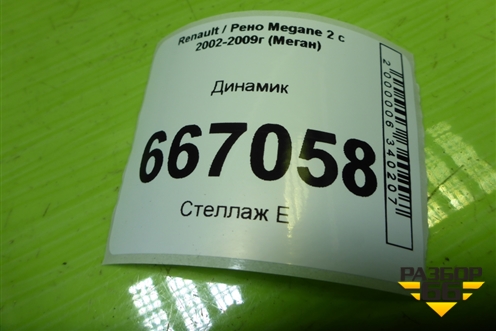 Renault / Рено Megane 2 с
2002-2009г (Меган)
Динамик
667058
Стеллаж Е
2000006340207
РАЗБОР